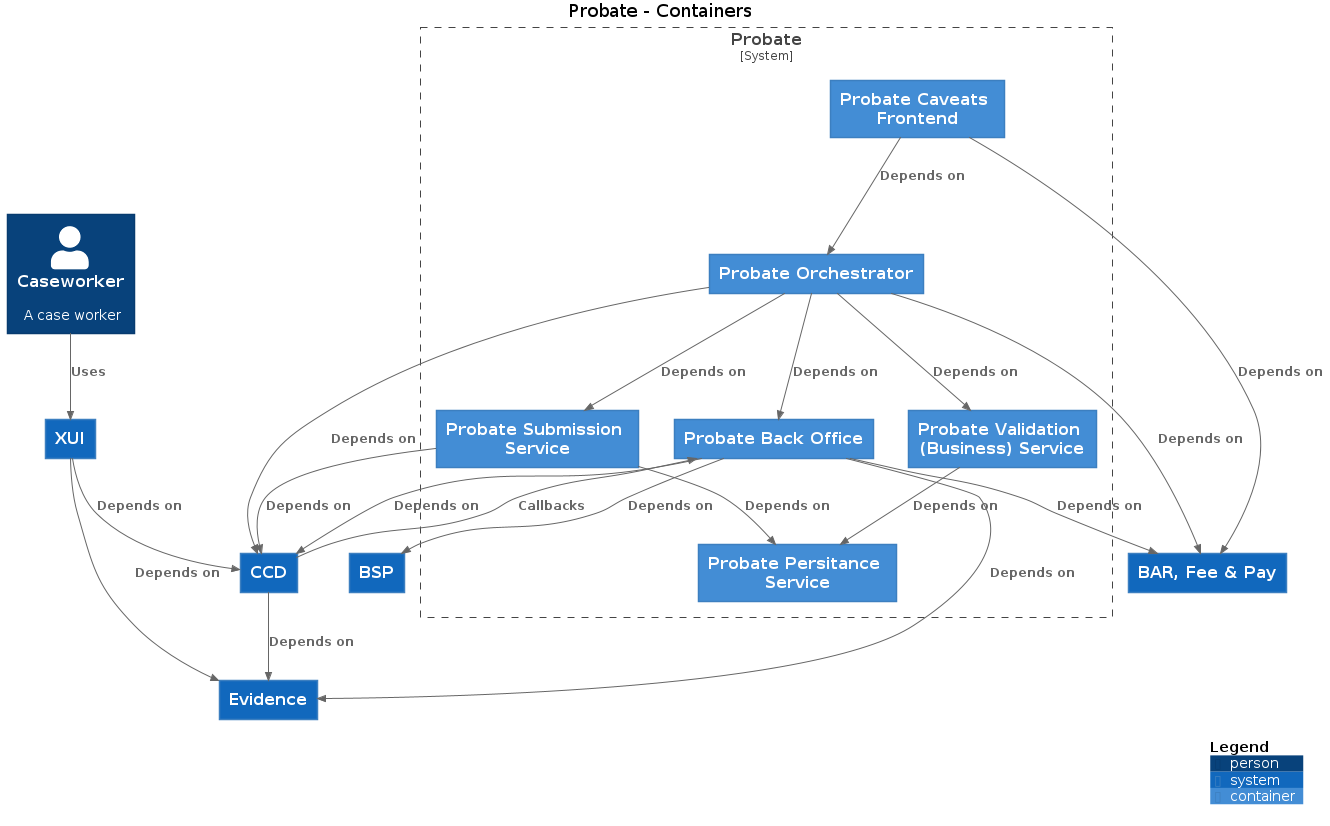 Probate - Containers
Probate
[System]
Probate Caveats
Frontend
Depends on
Caseworker
A case worker
Probate Orchestrator
Uses
Depends on
Depends on
Depends on
Depends on
XUI
Depends on
Probate Submission
Service
Probate Back Office
Probate Validation
(Business) Service
Depends on
Depends on
Depends on
Depends on
Callbacks
Depends on
Depends on
Depends on
Depends on
Depends on
CCD
BSP
Probate Persitance
Service
Depends on
BAR, Fee & Pay
Depends on
Evidence
Legend
person
system
container